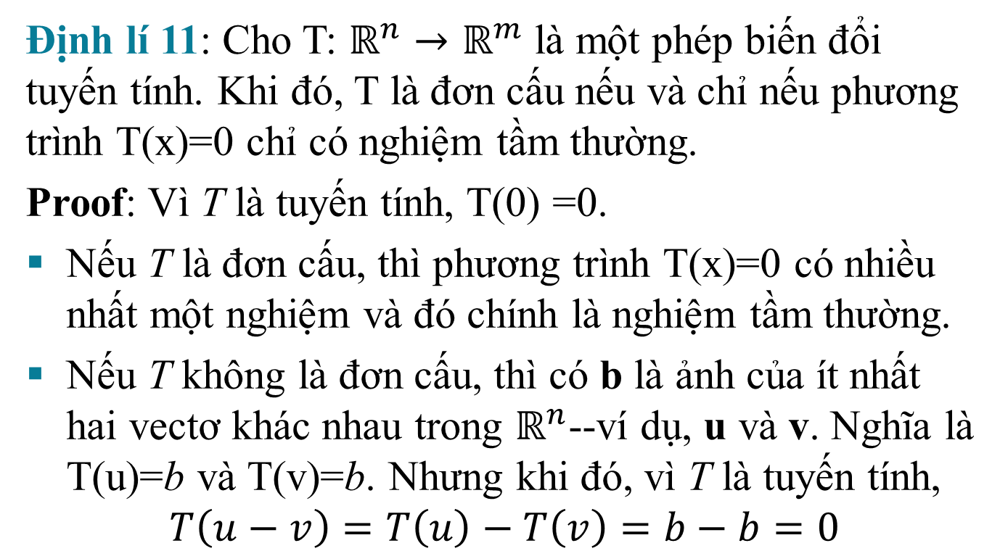 Định lí 11: Cho T: ℝⁿ → ℝᵐ là một phép biến đổi
tuyến tính. Khi đó, T là đơn cấu nếu và chỉ nếu phương
trình T(x)=0 chỉ có nghiệm tầm thường.
Proof: Vì T là tuyến tính, T(0) =0.
▪ Nếu T là đơn cấu, thì phương trình T(x)=0 có nhiều
nhất một nghiệm và đó chính là nghiệm tầm thường.
▪ Nếu T không là đơn cấu, thì có b là ảnh của ít nhất
hai vectơ khác nhau trong ℝⁿ--ví dụ, u và v. Nghĩa là
T(u)=b và T(v)=b. Nhưng khi đó, vì T là tuyến tính,
T(u − v) = T(u) − T(v) = b − b = 0